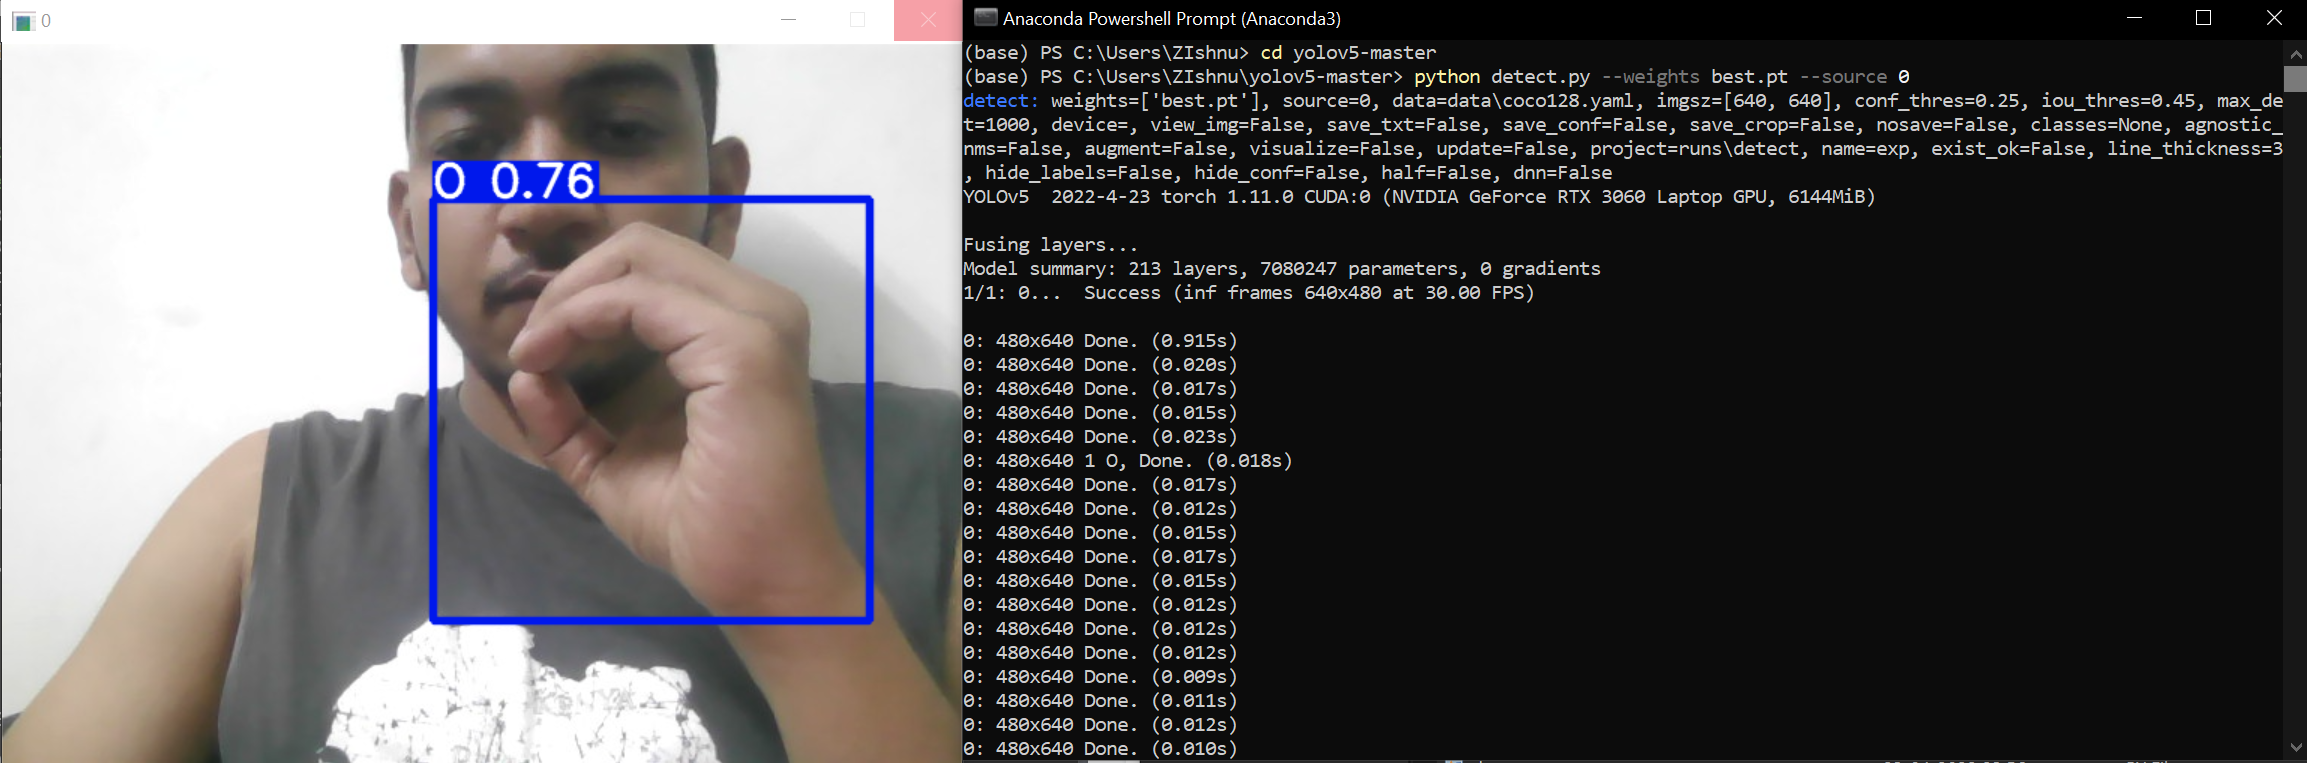 0
O 0.76
Anaconda Powershell Prompt (Anaconda3)
(base) PS C:\Users\ZIshnu> cd yolov5-master
(base) PS C:\Users\ZIshnu\yolov5-master> python detect.py --weights best.pt --source 0
detect: weights=['best.pt'], source=0, data=data\coco128.yaml, imgsz=[640, 640], conf_thres=0.25, iou_thres=0.45, max_de
t=1000, device=, view_img=False, save_txt=False, save_conf=False, save_crop=False, nosave=False, classes=None, agnostic_
nms=False, augment=False, visualize=False, update=False, project=runs\detect, name=exp, exist_ok=False, line_thickness=3
, hide_labels=False, hide_conf=False, half=False, dnn=False
YOLOv5  2022-4-23 torch 1.11.0 CUDA:0 (NVIDIA GeForce RTX 3060 Laptop GPU, 6144MiB)
Fusing layers...
Model summary: 213 layers, 7080247 parameters, 0 gradients
1/1: 0...  Success (inf frames 640x480 at 30.00 FPS)
0: 480x640 Done. (0.915s)
0: 480x640 Done. (0.020s)
0: 480x640 Done. (0.017s)
0: 480x640 Done. (0.015s)
0: 480x640 Done. (0.023s)
0: 480x640 1 O, Done. (0.018s)
0: 480x640 Done. (0.017s)
0: 480x640 Done. (0.012s)
0: 480x640 Done. (0.015s)
0: 480x640 Done. (0.017s)
0: 480x640 Done. (0.015s)
0: 480x640 Done. (0.012s)
0: 480x640 Done. (0.012s)
0: 480x640 Done. (0.012s)
0: 480x640 Done. (0.009s)
0: 480x640 Done. (0.011s)
0: 480x640 Done. (0.012s)
0: 480x640 Done. (0.010s)